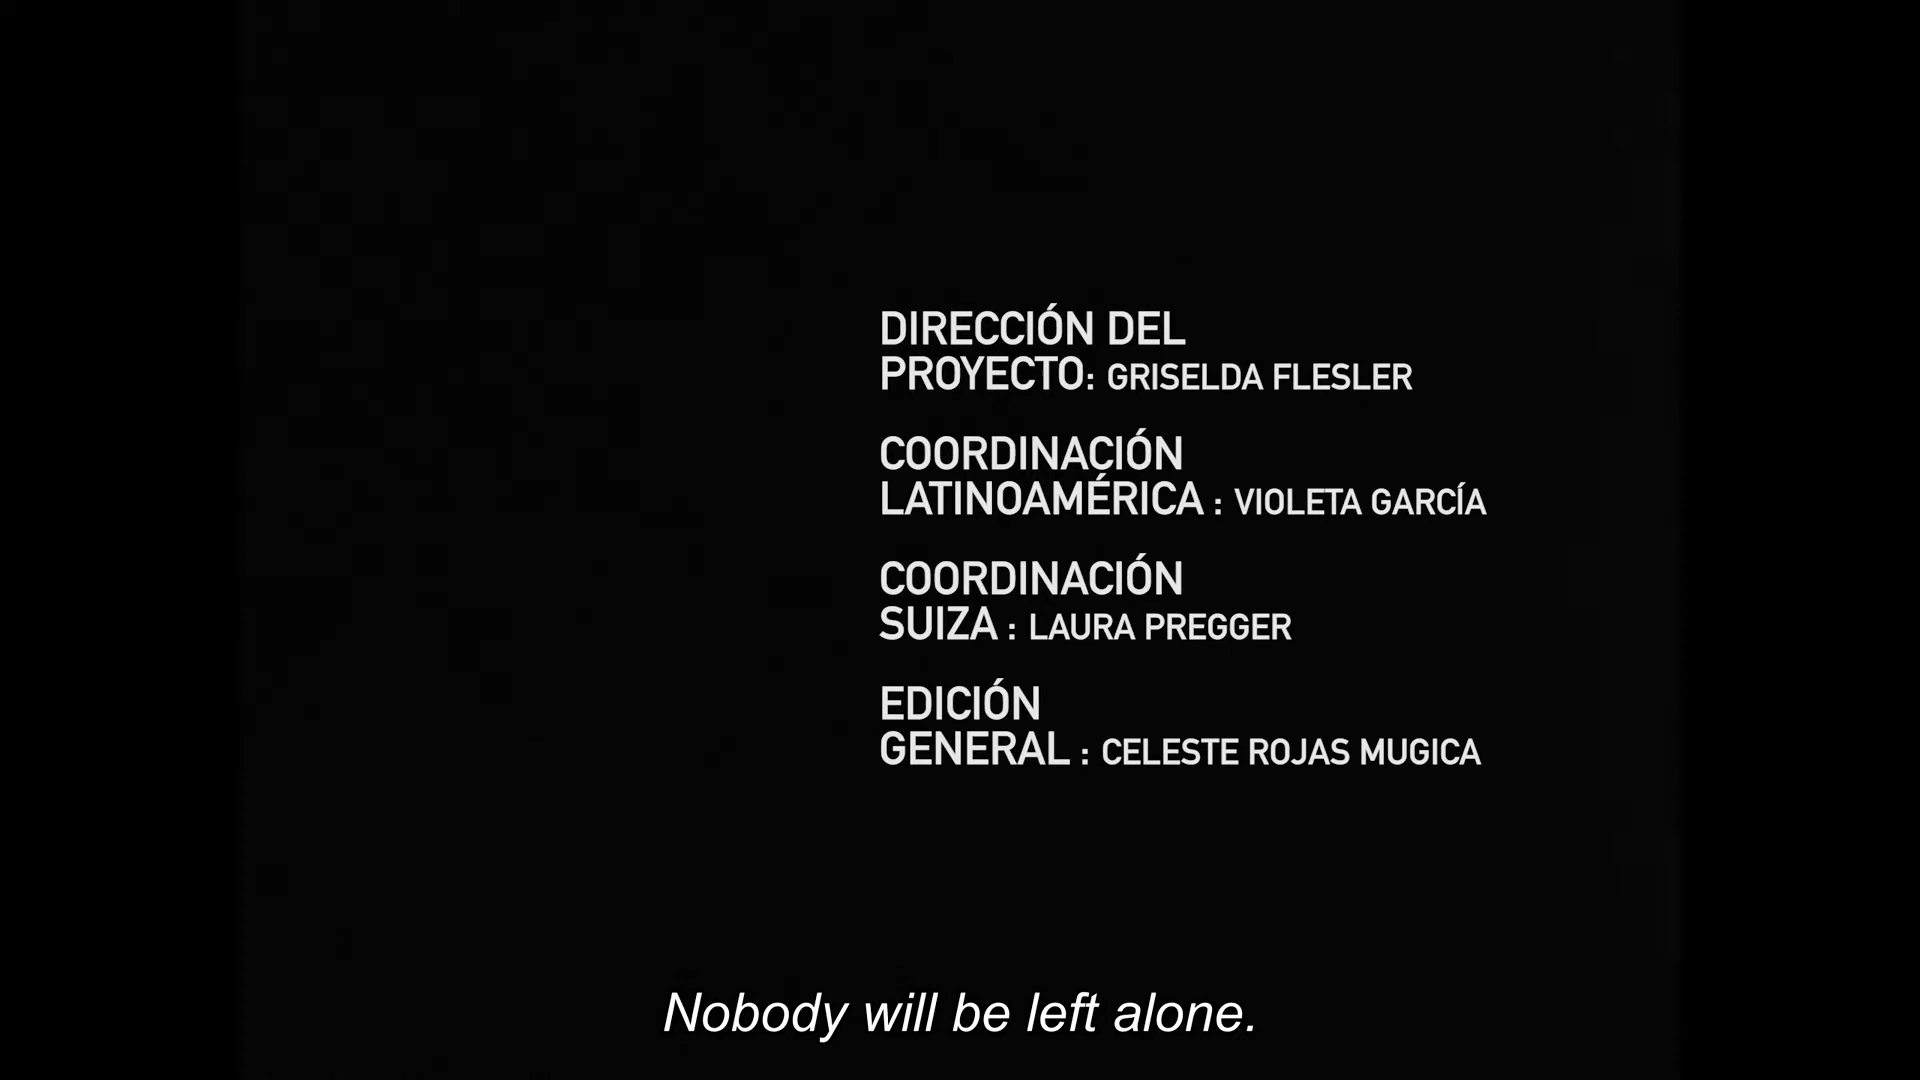 DIRECCIÓN DEL
PROYECTO: GRISELDA FLESLER
COORDINACIÓN
LATINOAMÉRICA : VIOLETA GARCÍA
COORDINACIÓN
SUIZA : LAURA PREGGER
EDICIÓN
GENERAL : CELESTE ROJAS MUGICA
Nobody will be left alone.